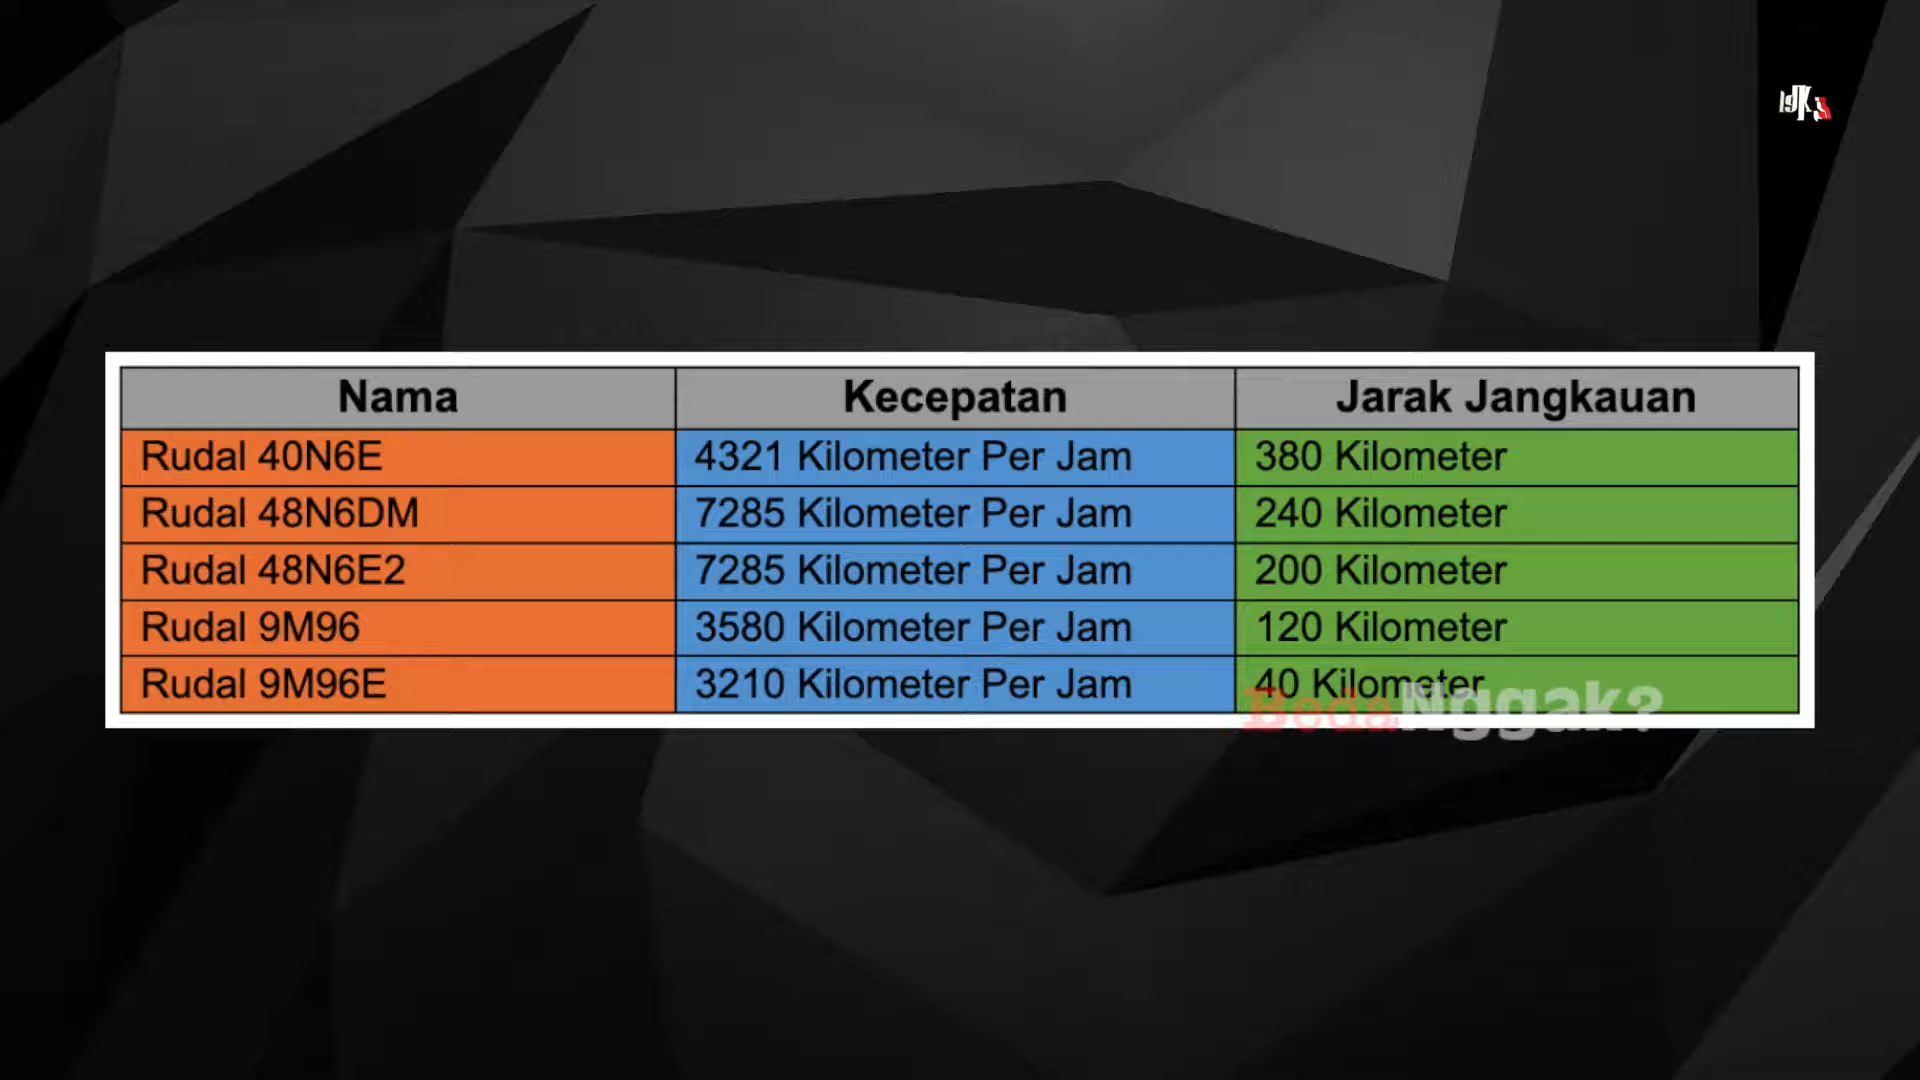 Nama Kecepatan Jarak Jangkauan
Rudal 40N6E 4321 Kilometer Per Jam 380 Kilometer
Rudal 48N6DM 7285 Kilometer Per Jam 240 Kilometer
Rudal 48N6E2 7285 Kilometer Per Jam 200 Kilometer
Rudal 9M96 3580 Kilometer Per Jam 120 Kilometer
Rudal 9M96E 3210 Kilometer Per Jam 40 Kilometer
BedaNggak?